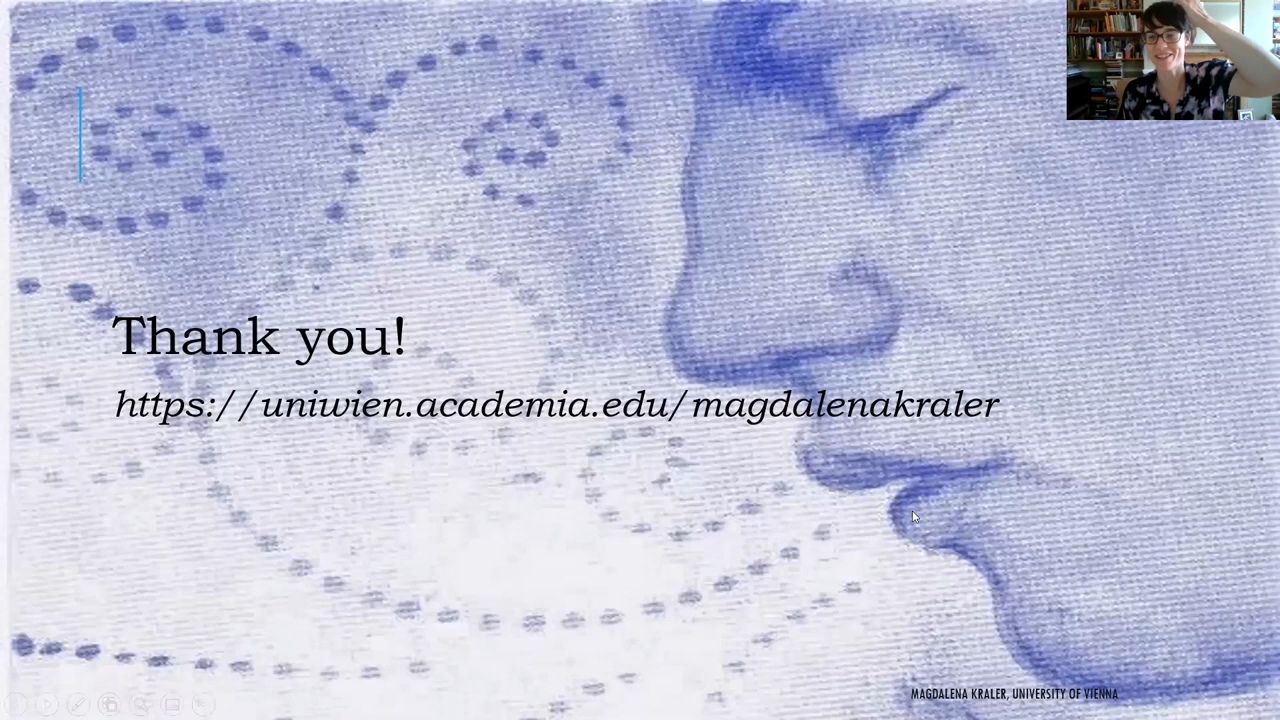 Thank you!
https://uniwien.academia.edu/magdalenakraler
MAGDALENA KRALER, UNIVERSITY OF VIENNA